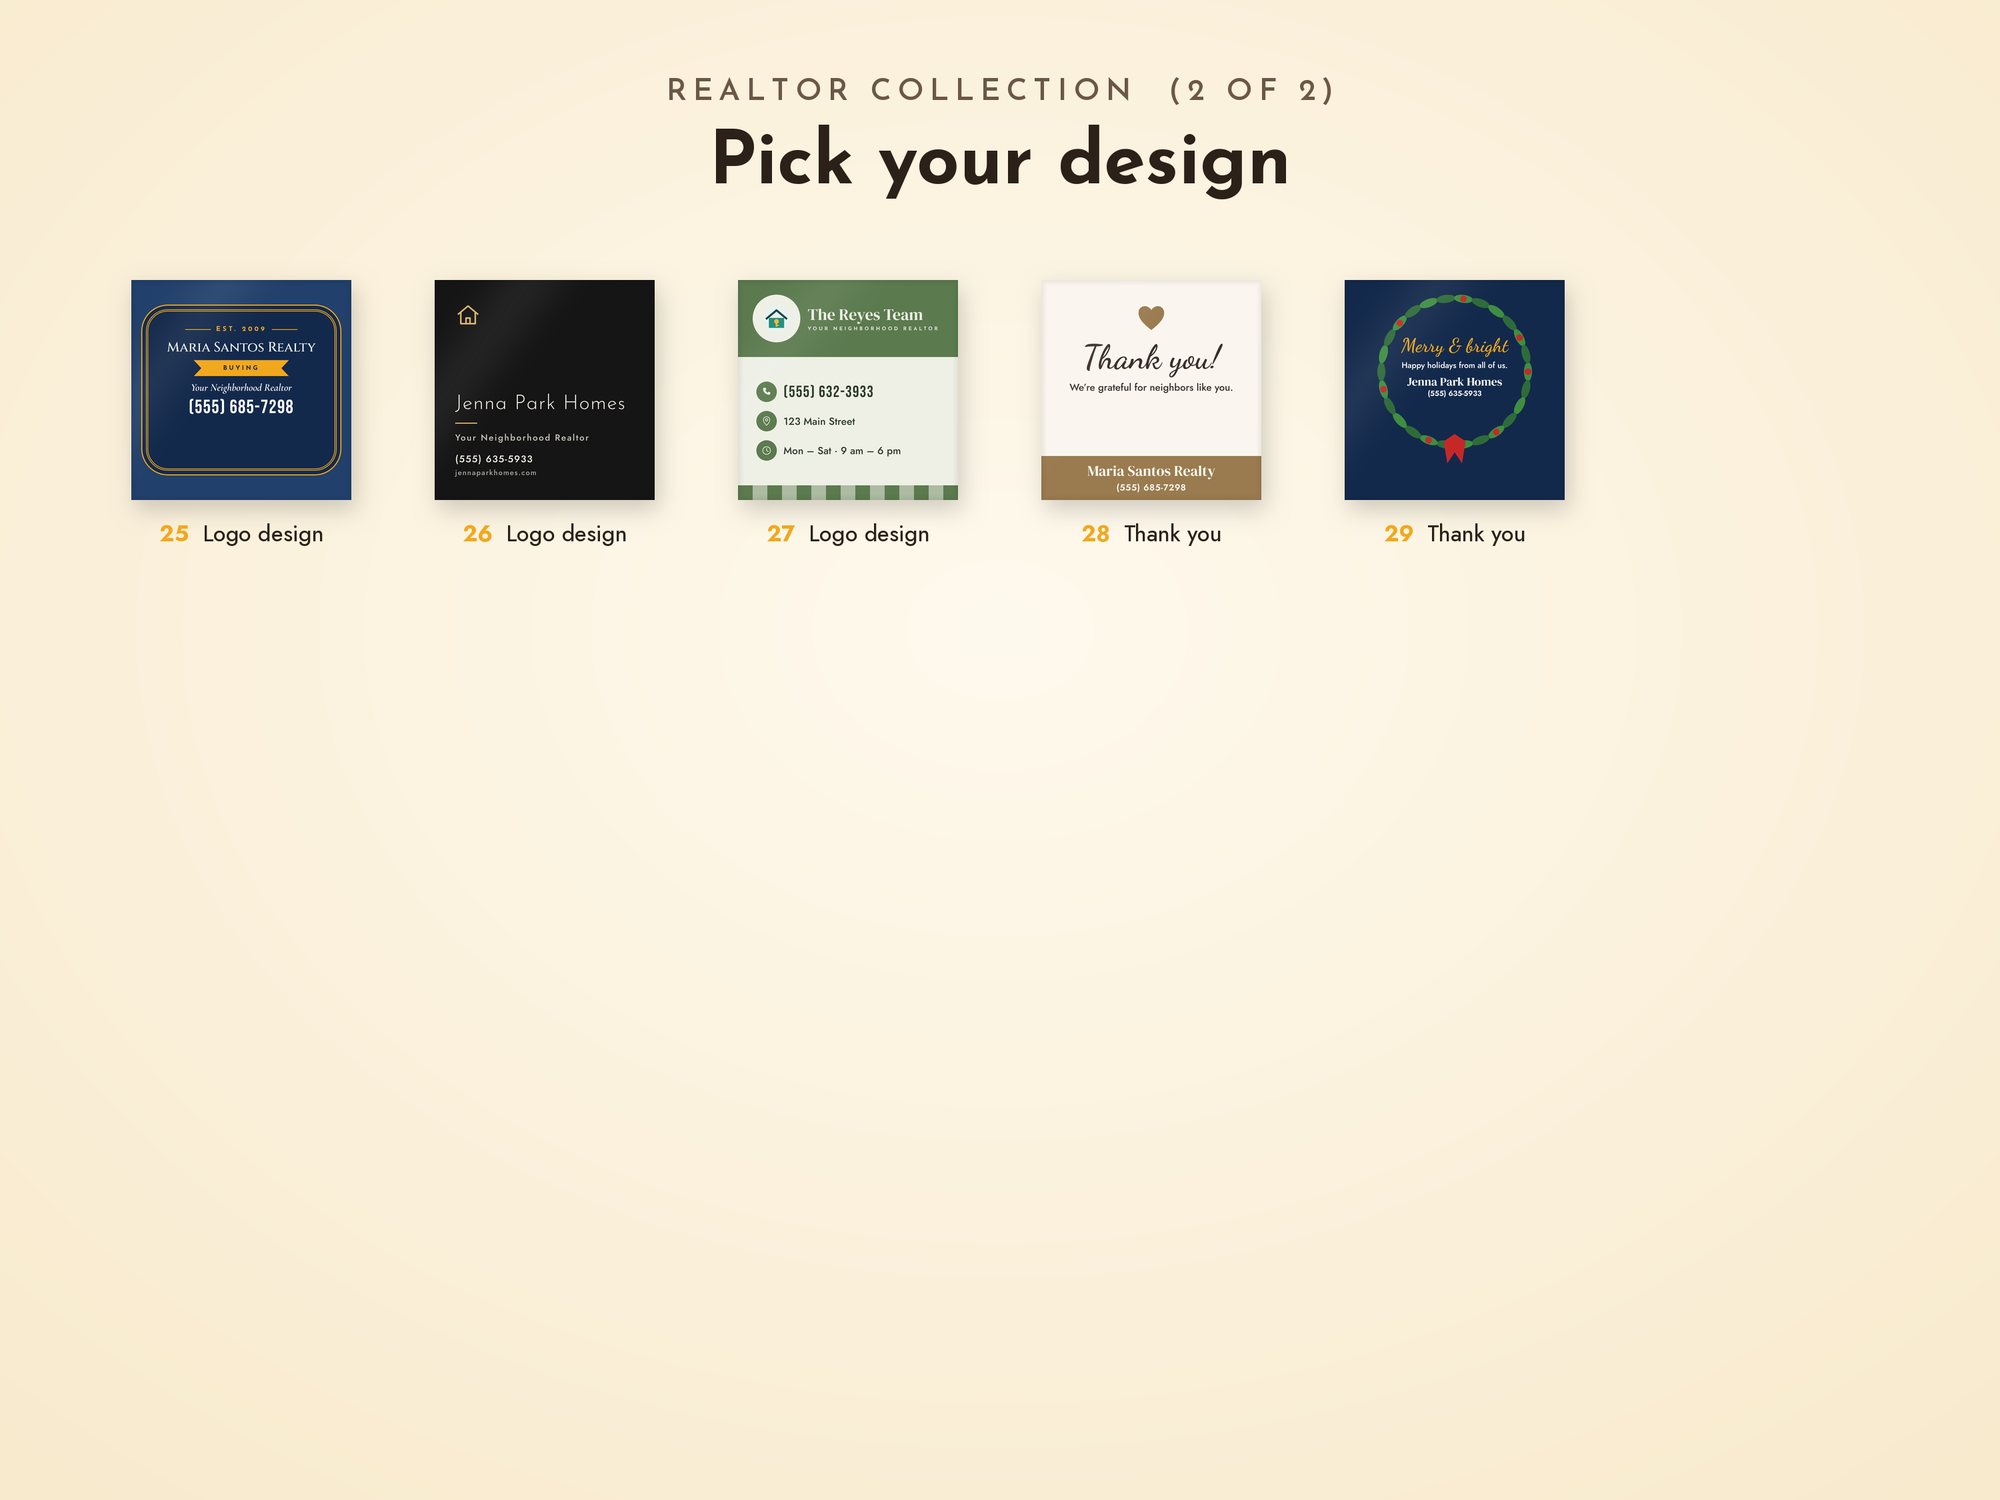 REALTOR COLLECTION (2 OF 2)
Pick your design
EST. 2009
MARIA SANTOS REALTY
BUYING
Your Neighborhood Realtor
(555) 685-7298
25 Logo design
Jenna Park Homes
Your Neighborhood Realtor
(555) 635-5933
jennaparkhomes.com
26 Logo design
The Reyes Team
YOUR NEIGHBORHOOD REALTOR
(555) 632-3933
123 Main Street
Mon – Sat · 9 am – 6 pm
27 Logo design
Thank you!
We're grateful for neighbors like you.
Maria Santos Realty
(555) 685-7298
28 Thank you
Merry & bright
Happy holidays from all of us.
Jenna Park Homes
(555) 635-5933
29 Thank you